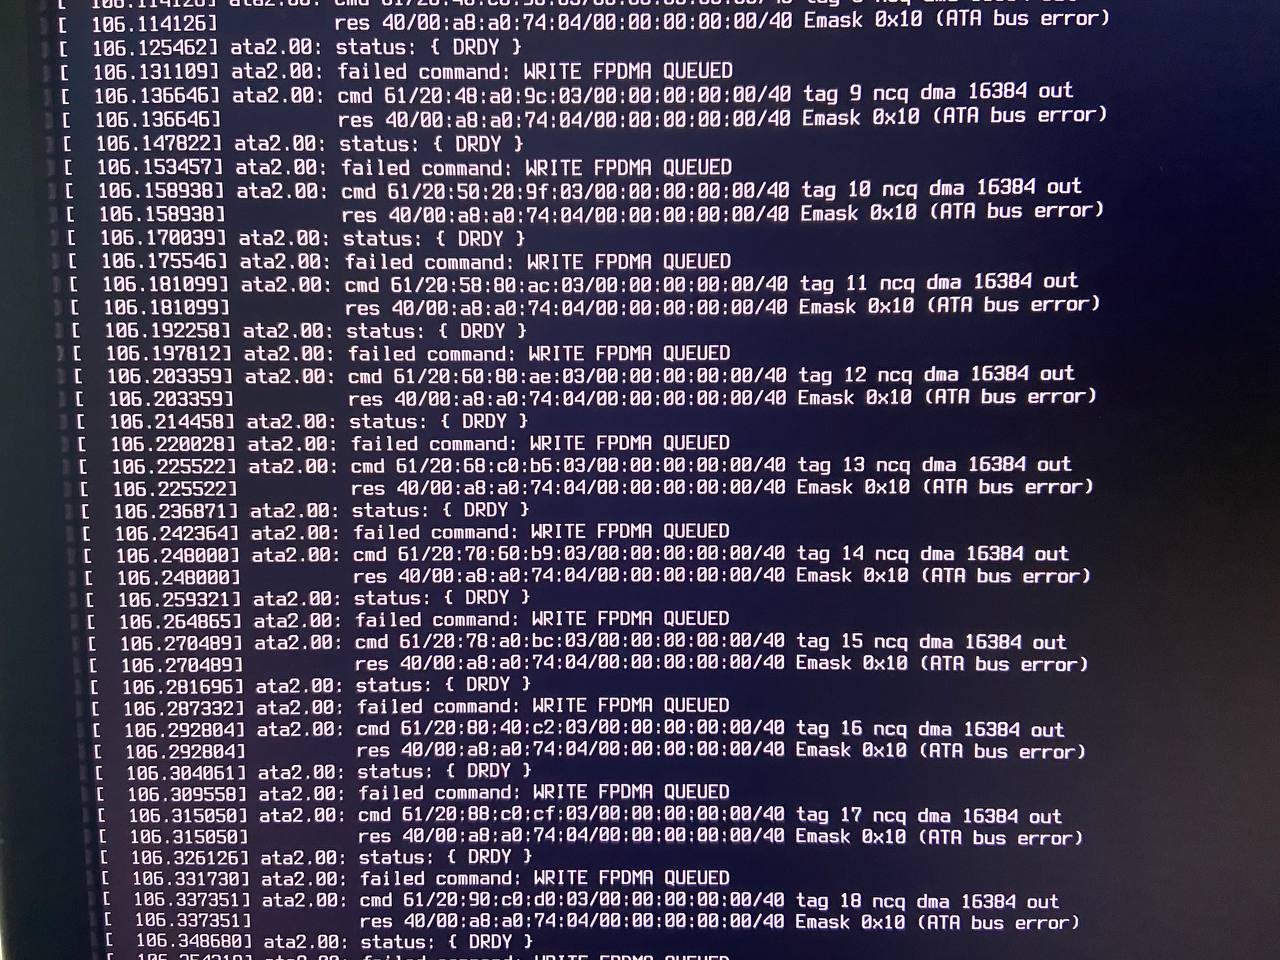 [  106.114126]          res 40/00:a8:a0:74:04/00:00:00:00:00/40 Emask 0x10 (ATA bus error)
[  106.125462] ata2.00: status: { DRDY }
[  106.131109] ata2.00: failed command: WRITE FPDMA QUEUED
[  106.136646] ata2.00: cmd 61/20:48:a0:9c:03/00:00:00:00:00/40 tag 9 ncq dma 16384 out
[  106.136646]          res 40/00:a8:a0:74:04/00:00:00:00:00/40 Emask 0x10 (ATA bus error)
[  106.147822] ata2.00: status: { DRDY }
[  106.153457] ata2.00: failed command: WRITE FPDMA QUEUED
[  106.158938] ata2.00: cmd 61/20:50:20:9f:03/00:00:00:00:00/40 tag 10 ncq dma 16384 out
[  106.158938]          res 40/00:a8:a0:74:04/00:00:00:00:00/40 Emask 0x10 (ATA bus error)
[  106.170039] ata2.00: status: { DRDY }
[  106.175546] ata2.00: failed command: WRITE FPDMA QUEUED
[  106.181099] ata2.00: cmd 61/20:58:80:ac:03/00:00:00:00:00/40 tag 11 ncq dma 16384 out
[  106.181099]          res 40/00:a8:a0:74:04/00:00:00:00:00/40 Emask 0x10 (ATA bus error)
[  106.192258] ata2.00: status: { DRDY }
[  106.197812] ata2.00: failed command: WRITE FPDMA QUEUED
[  106.203359] ata2.00: cmd 61/20:60:80:ae:03/00:00:00:00:00/40 tag 12 ncq dma 16384 out
[  106.203359]          res 40/00:a8:a0:74:04/00:00:00:00:00/40 Emask 0x10 (ATA bus error)
[  106.214458] ata2.00: status: { DRDY }
[  106.220028] ata2.00: failed command: WRITE FPDMA QUEUED
[  106.225522] ata2.00: cmd 61/20:68:c0:b6:03/00:00:00:00:00/40 tag 13 ncq dma 16384 out
[  106.225522]          res 40/00:a8:a0:74:04/00:00:00:00:00/40 Emask 0x10 (ATA bus error)
[  106.236871] ata2.00: status: { DRDY }
[  106.242364] ata2.00: failed command: WRITE FPDMA QUEUED
[  106.248000] ata2.00: cmd 61/20:70:60:b9:03/00:00:00:00:00/40 tag 14 ncq dma 16384 out
[  106.248000]          res 40/00:a8:a0:74:04/00:00:00:00:00/40 Emask 0x10 (ATA bus error)
[  106.259321] ata2.00: status: { DRDY }
[  106.264865] ata2.00: failed command: WRITE FPDMA QUEUED
[  106.270489] ata2.00: cmd 61/20:78:a0:bc:03/00:00:00:00:00/40 tag 15 ncq dma 16384 out
[  106.270489]          res 40/00:a8:a0:74:04/00:00:00:00:00/40 Emask 0x10 (ATA bus error)
[  106.281696] ata2.00: status: { DRDY }
[  106.287332] ata2.00: failed command: WRITE FPDMA QUEUED
[  106.292804] ata2.00: cmd 61/20:80:40:c2:03/00:00:00:00:00/40 tag 16 ncq dma 16384 out
[  106.292804]          res 40/00:a8:a0:74:04/00:00:00:00:00/40 Emask 0x10 (ATA bus error)
[  106.304061] ata2.00: status: { DRDY }
[  106.309558] ata2.00: failed command: WRITE FPDMA QUEUED
[  106.315050] ata2.00: cmd 61/20:88:c0:cf:03/00:00:00:00:00/40 tag 17 ncq dma 16384 out
[  106.315050]          res 40/00:a8:a0:74:04/00:00:00:00:00/40 Emask 0x10 (ATA bus error)
[  106.326126] ata2.00: status: { DRDY }
[  106.331730] ata2.00: failed command: WRITE FPDMA QUEUED
[  106.337351] ata2.00: cmd 61/20:90:c0:d0:03/00:00:00:00:00/40 tag 18 ncq dma 16384 out
[  106.337351]          res 40/00:a8:a0:74:04/00:00:00:00:00/40 Emask 0x10 (ATA bus error)
[  106.348680] ata2.00: status: { DRDY }